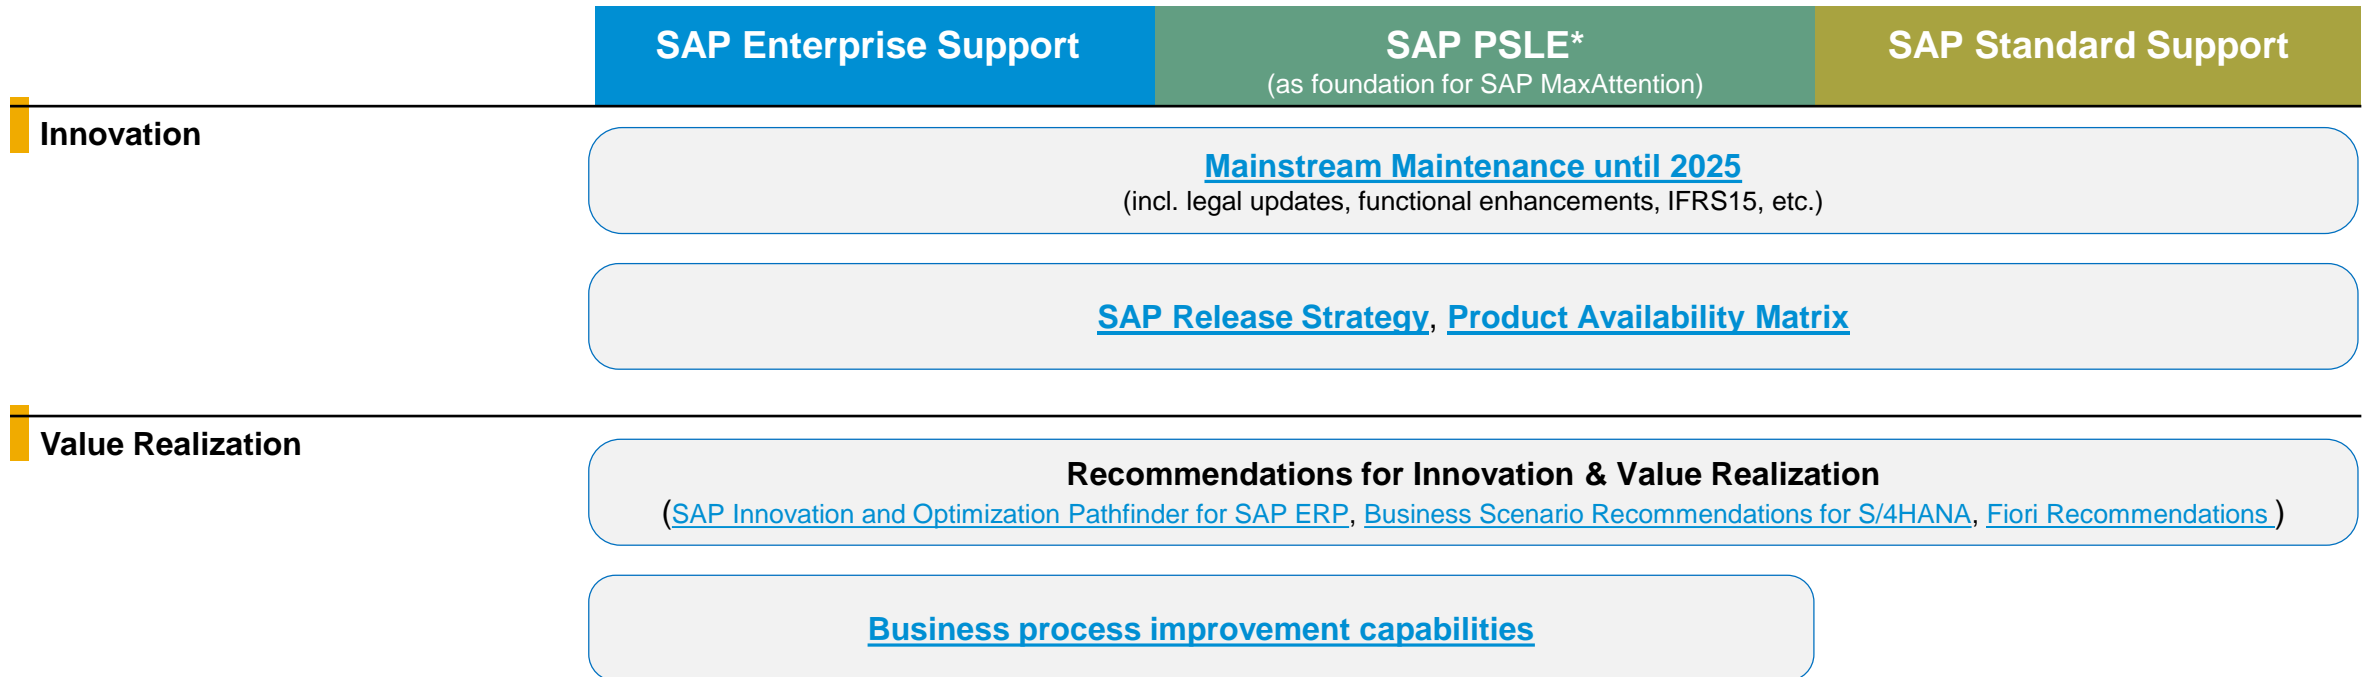 SAP Enterprise Support
SAP PSLE*
(as foundation for SAP MaxAttention)
SAP Standard Support
Innovation
Mainstream Maintenance until 2025
(incl. legal updates, functional enhancements, IFRS15, etc.)
SAP Release Strategy, Product Availability Matrix
Value Realization
Recommendations for Innovation & Value Realization
(SAP Innovation and Optimization Pathfinder for SAP ERP, Business Scenario Recommendations for S/4HANA, Fiori Recommendations )
Business process improvement capabilities